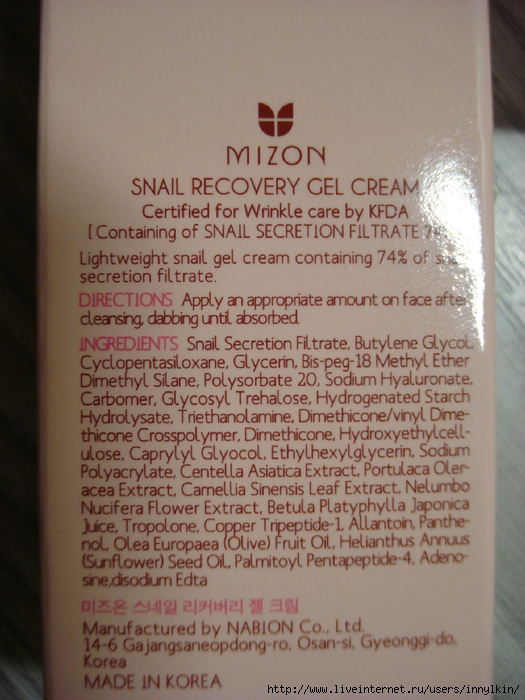 MIZON
SNAIL RECOVERY GEL CREAM
Certified for Wrinkle care by KFDA
[Containing of SNAIL SECRETION FILTRATE 74
Lightweight snail gel cream containing 74% of
secretion filtrate.
DIRECTIONS Apply an appropriate amount on face after
cleansing, dabbing until absorbed.
INGREDIENTS Snail Secretion Filtrate, Butylene Glycol,
Cyclopentasiloxane, Glycerin, Bis-peg-18 Methyl Ether
Dimethyl Silane, Polysorbate 20, Sodium Hyaluronate,
Carbomer, Glycosyl Trehalose, Hydrogenated Starch
Hydrolysate, Triethanolamine, Dimethicone/vinyl Dime-
thicone Crosspolymer, Dimethicone, Hydroxyethylcell-
ulose, Caprylyl Glyocol, Ethylhexylglycerin, Sodium
Polyacrylate, Centella Asiatica Extract, Portulaca Oler-
acea Extract, Camellia Sinensis Leaf Extract, Nelumbo
Nucifera Flower Extract, Betula Platyphylla Japonica
Juice, Tropolone, Copper Tripeptide-1, Allantoin, Panthe-
nol, Olea Europaea (Olive) Fruit Oil, Helianthus Annuus
(Sunflower) Seed Oil, Palmitoyl Pentapeptide-4, Adeno-
sine,disodium Edta
미즈온 스네일 리커버리 젤 크림
Manufactured by NABION Co., Ltd.
14-6 Gajangsaneopdong-ro, Osan-si, Gyeonggi-do,
Korea
MADE IN KOREA
http://www.liveinternet.ru/users/innylkin/